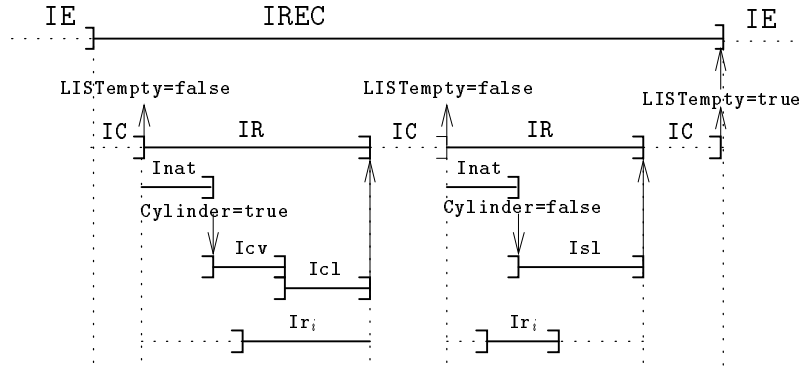 IE IREC IE
LISTempty=false LISTempty=false
LISTempty=true
IC IR IC IR IC
Inat Inat
Cylinder=true Cylinder=false
Icv Isl
Icl
Ir i Ir i